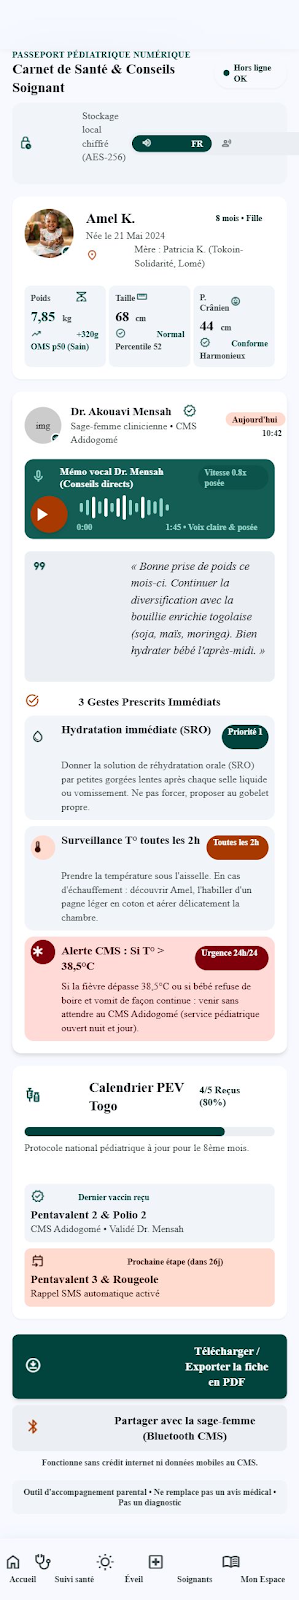 PASSEPORT PÉDIATRIQUE NUMÉRIQUE
Carnet de Santé & Conseils
Soignant
Hors ligne
OK
Stockage
local
chiffré
(AES-256)
FR
Amel K.
8 mois • Fille
Née le 21 Mai 2024
Mère : Patricia K. (Tokoin-
Solidarité, Lomé)
Poids
7,85 kg
+320g
OMS p50 (Sain)
Taille
68 cm
Normal
Percentile 52
P.
Crânien
44 cm
Conforme
Harmonieux
img
Dr. Akouavi Mensah
Sage-femme clinicienne • CMS
Adidogomé
Aujourd'hui
10:42
Mémo vocal Dr. Mensah
(Conseils directs)
Vitesse 0.8x
posée
0:00
1:45 • Voix claire & posée
« Bonne prise de poids ce
mois-ci. Continuer la
diversification avec la
bouillie enrichie togolaise
(soja, maïs, moringa). Bien
hydrater bébé l'après-midi. »
3 Gestes Prescrits Immédiats
Hydratation immédiate (SRO)
Priorité 1
Donner la solution de réhydratation orale (SRO)
par petites gorgées lentes après chaque selle liquide
ou vomissement. Ne pas forcer, proposer au gobelet
propre.
Surveillance T° toutes les 2h
Toutes les 2h
Prendre la température sous l'aisselle. En cas
d'échauffement : découvrir Amel, l'habiller d'un
pagne léger en coton et aérer délicatement la
chambre.
Alerte CMS : Si T° >
38,5°C
Urgence 24h/24
Si la fièvre dépasse 38,5°C ou si bébé refuse de
boire et vomit de façon continue : venir sans
attendre au CMS Adidogomé (service pédiatrique
ouvert nuit et jour).
Calendrier PEV
Togo
4/5 Reçus
(80%)
Protocole national pédiatrique à jour pour le 8ème mois.
Dernier vaccin reçu
Pentavalent 2 & Polio 2
CMS Adidogomé • Validé Dr. Mensah
Prochaine étape (dans 26j)
Pentavalent 3 & Rougeole
Rappel SMS automatique activé
Télécharger /
Exporter la fiche
en PDF
Partager avec la sage-femme
(Bluetooth CMS)
Fonctionne sans crédit internet ni données mobiles au CMS.
Outil d'accompagnement parental • Ne remplace pas un avis médical •
Pas un diagnostic
Accueil
Suivi santé
Éveil
Soignants
Mon Espace